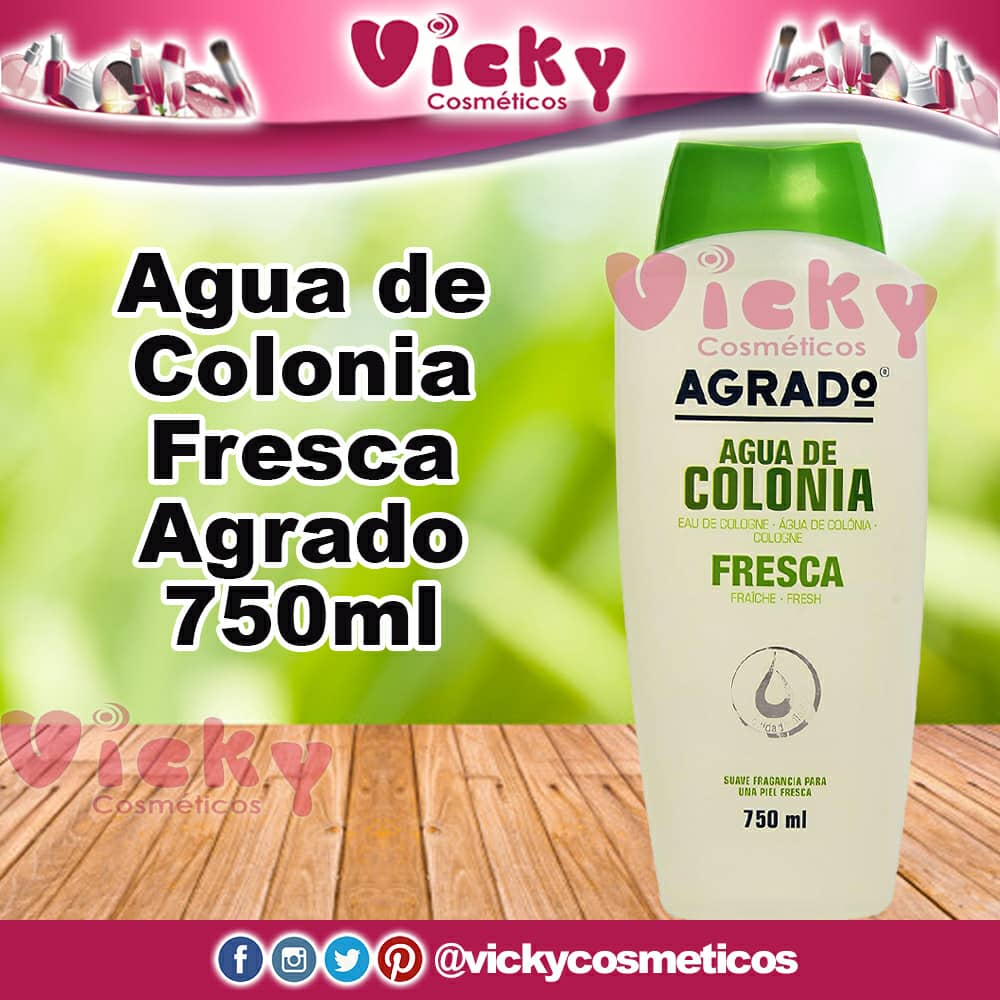 Vicky
Cosméticos
Agua de
Colonia
Fresca
Agrado
750ml
Vicky
Cosméticos
AGRADO
AGUA DE
COLONIA
EAU DE COLOGNE · ÁGUA DE COLÓNIA ·
COLOGNE
FRESCA
FRAÎCHE · FRESH
SUAVE FRAGANCIA PARA
UNA PIEL FRESCA
750 ml
Vicky
Cosméticos
@vickycosmeticos